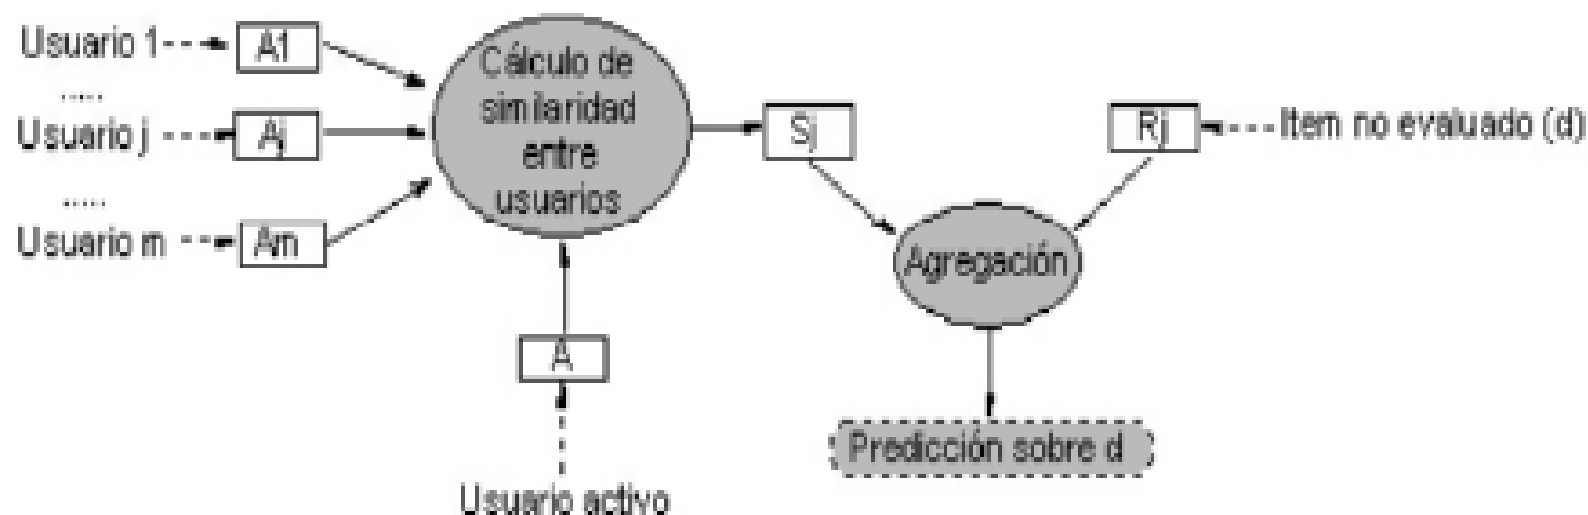 Usuario 1
A1
.....
Usuario j
Aj
.....
Usuario m
Am
Cálculo de
similaridad
entre
usuarios
Sj
Rj
Item no evaluado (d)
Agregación
A
Usuario activo
Predicción sobre d